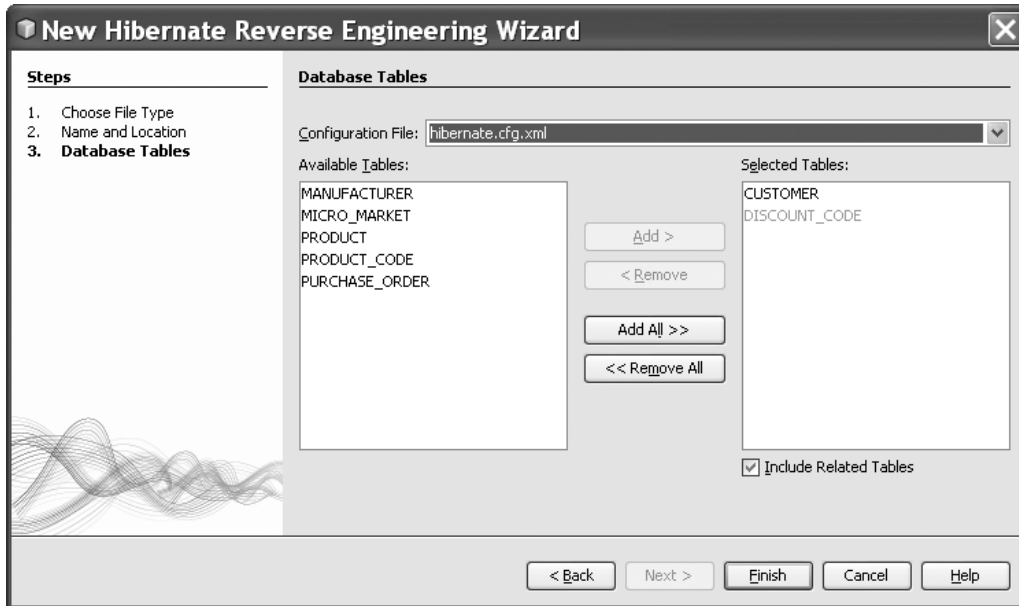 New Hibernate Reverse Engineering Wizard
Steps
1. Choose File Type
2. Name and Location
3. Database Tables
Database Tables
Configuration File: hibernate.cfg.xml
Available Tables:
MANUFACTURER
MICRO_MARKET
PRODUCT
PRODUCT_CODE
PURCHASE_ORDER
Add >
< Remove
Add All >>
<< Remove All
Selected Tables:
CUSTOMER
DISCOUNT_CODE
Include Related Tables
< Back Next > Finish Cancel Help